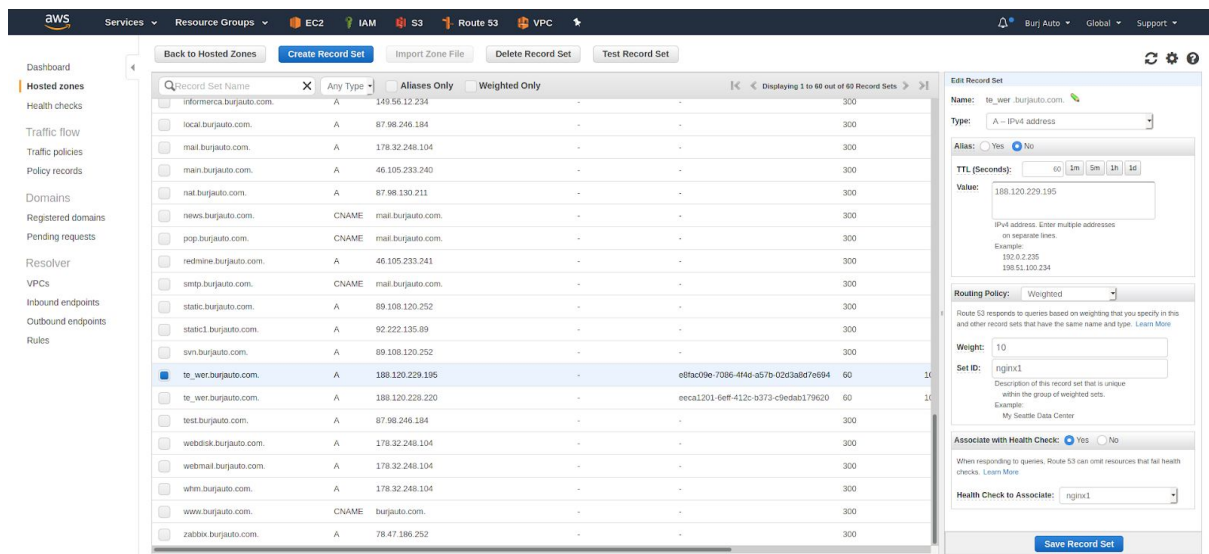 aws
Services Resource Groups EC2 IAM S3 Route 53 VPC Burj Auto Global Support
Dashboard
Hosted zones
Health checks
Traffic flow
Traffic policies
Policy records
Domains
Registered domains
Pending requests
Resolver
VPCs
Inbound endpoints
Outbound endpoints
Rules
Back to Hosted Zones Create Record Set Import Zone File Delete Record Set Test Record Set
Record Set Name X Any Type Aliases Only Weighted Only Displaying 1 to 60 out of 60 Record Sets
informerca.burjauto.com. A 149.56.12.234 - - 300
local.burjauto.com. A 87.98.246.184 - - 300
mail.burjauto.com. A 178.32.248.104 - - 300
main.burjauto.com. A 46.105.233.240 - - 300
nat.burjauto.com. A 87.98.130.211 - - 300
news.burjauto.com. CNAME mail.burjauto.com. - - 300
pop.burjauto.com. CNAME mail.burjauto.com. - - 300
redmine.burjauto.com. A 46.105.233.241 - - 300
smtp.burjauto.com. CNAME mail.burjauto.com. - - 300
static.burjauto.com. A 89.108.120.252 - - 300
static1.burjauto.com. A 92.222.135.89 - - 300
svn.burjauto.com. A 89.108.120.252 - - 300
te_wer.burjauto.com. A 188.120.229.195 - e8fac09e-7086-4f4d-a57b-02d3a8d7e694 60
te_wer.burjauto.com. A 188.120.228.220 - eeca1201-6eff-412c-b373-c9edab179620 60
test.burjauto.com. A 87.98.246.184 - - 300
webdisk.burjauto.com. A 178.32.248.104 - - 300
webmail.burjauto.com. A 178.32.248.104 - - 300
whm.burjauto.com. A 178.32.248.104 - - 300
www.burjauto.com. CNAME burjauto.com. - - 300
zabbix.burjauto.com. A 78.47.186.252 - - 300
Edit Record Set
Name: te_wer .burjauto.com.
Type: A – IPv4 address
Alias: Yes No
TTL (Seconds): 60 1m 5m 1h 1d
Value: 188.120.229.195
IPv4 address. Enter multiple addresses
on separate lines.
Example:
192.0.2.235
198.51.100.234
Routing Policy: Weighted
Route 53 responds to queries based on weighting that you specify in this
and other record sets that have the same name and type. Learn More
Weight: 10
Set ID: nginx1
Description of this record set that is unique
within the group of weighted sets.
Example:
My Seattle Data Center
Associate with Health Check: Yes No
When responding to queries, Route 53 can omit resources that fail health
checks. Learn More
Health Check to Associate: nginx1
Save Record Set